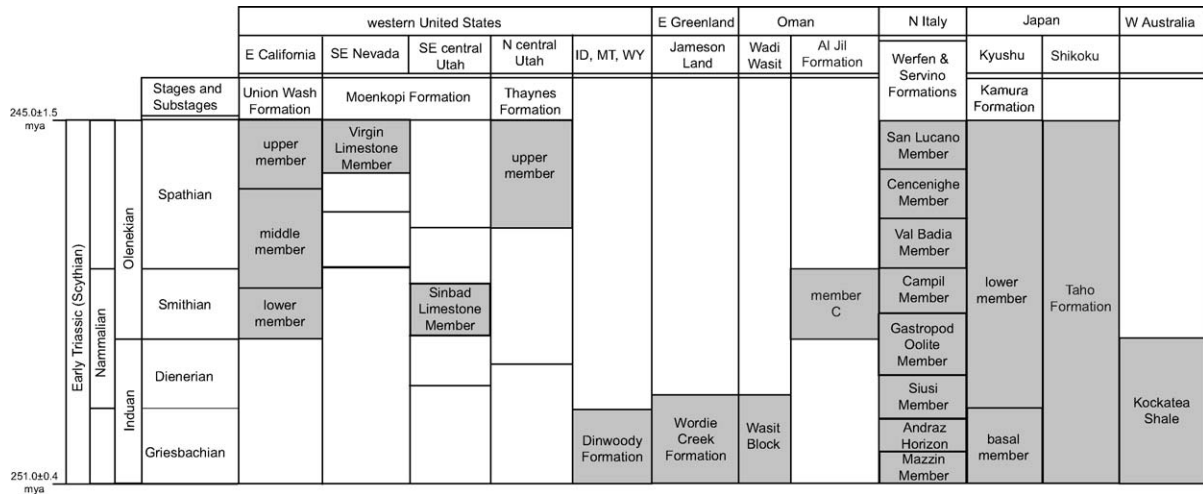 western United States
E Greenland
Oman
N Italy
Japan
W Australia
E California
SE Nevada
SE central
Utah
N central
Utah
ID, MT, WY
Jameson
Land
Wadi
Wasit
Al Jil
Formation
Werfen &
Servino
Formations
Kyushu
Shikoku
Stages and
Substages
Union Wash
Formation
Moenkopi Formation
Thaynes
Formation
Kamura
Formation
245.0±1.5
mya
251.0±0.4
mya
Early Triassic (Scythian)
Nammalian
Olenekian
Induan
Spathian
Smithian
Dienerian
Griesbachian
upper
member
middle
member
lower
member
Virgin
Limestone
Member
Sinbad
Limestone
Member
upper
member
Dinwoody
Formation
Wordie
Creek
Formation
Wasit
Block
member
C
San Lucano
Member
Cencenighe
Member
Val Badia
Member
Campil
Member
Gastropod
Oolite
Member
Siusi
Member
Andraz
Horizon
Mazzin
Member
lower
member
basal
member
Taho
Formation
Kockatea
Shale